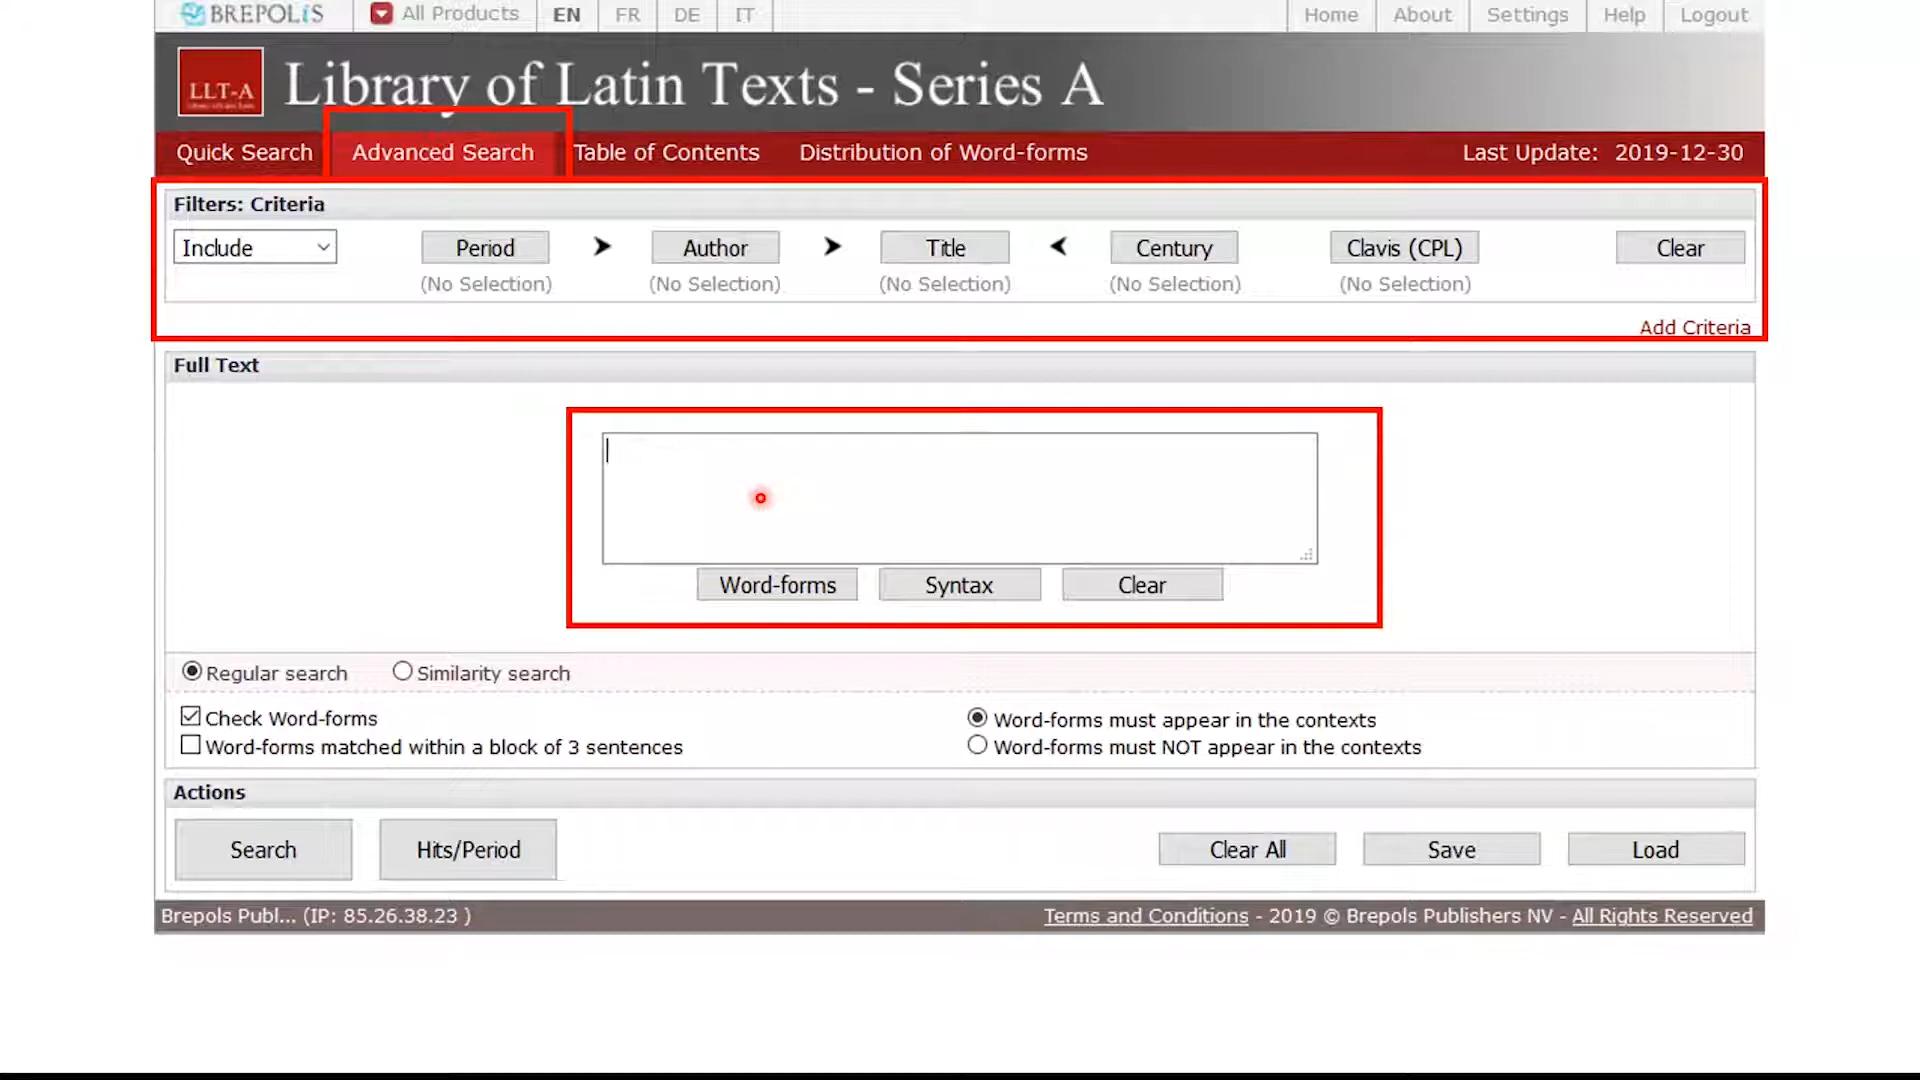 BREPOLiS All Products EN FR DE IT Home About Settings Help Logout
LLT-A Library of Latin Texts - Series A
Quick Search Advanced Search Table of Contents Distribution of Word-forms Last Update: 2019-12-30
Filters: Criteria
Include Period Author Title Century Clavis (CPL) Clear
(No Selection) (No Selection) (No Selection) (No Selection) (No Selection)
Add Criteria
Full Text
Word-forms Syntax Clear
Regular search Similarity search
Check Word-forms Word-forms must appear in the contexts
Word-forms matched within a block of 3 sentences Word-forms must NOT appear in the contexts
Actions
Search Hits/Period Clear All Save Load
Brepols Publ... (IP: 85.26.38.23 ) Terms and Conditions - 2019 © Brepols Publishers NV - All Rights Reserved